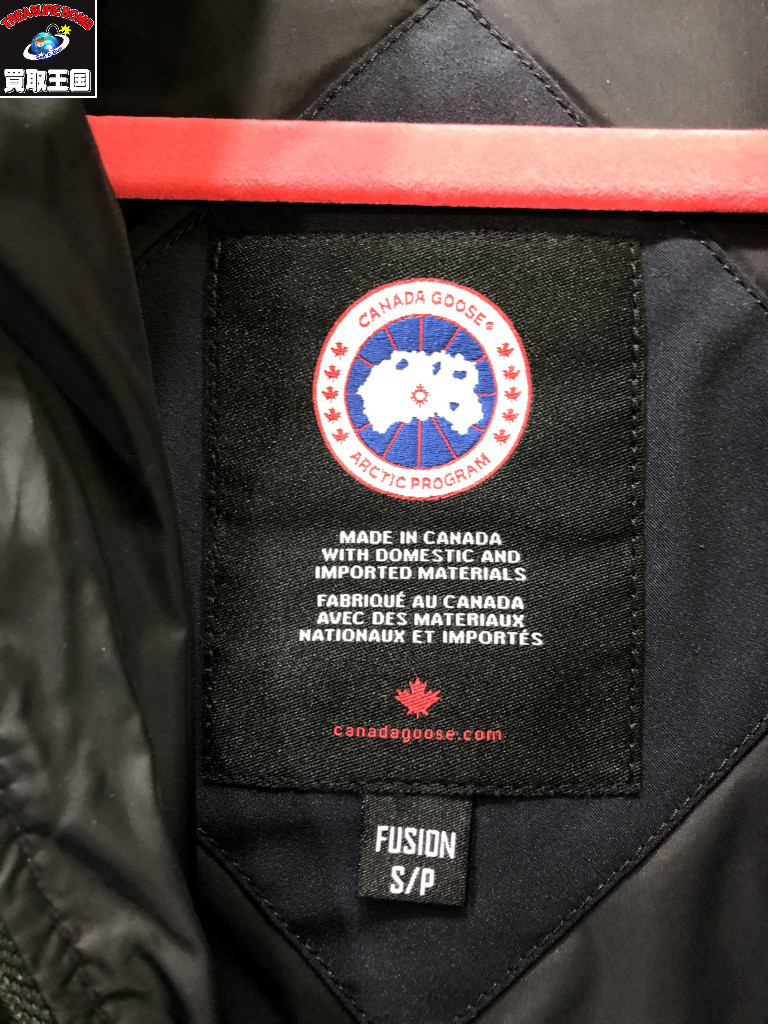 TREASURE BOMB
買取王国
CANADA GOOSE®
ARCTIC PROGRAM
MADE IN CANADA
WITH DOMESTIC AND
IMPORTED MATERIALS
FABRIQUÉ AU CANADA
AVEC DES MATERIAUX
NATIONAUX ET IMPORTÉS
canadagoose.com
FUSION
S/P